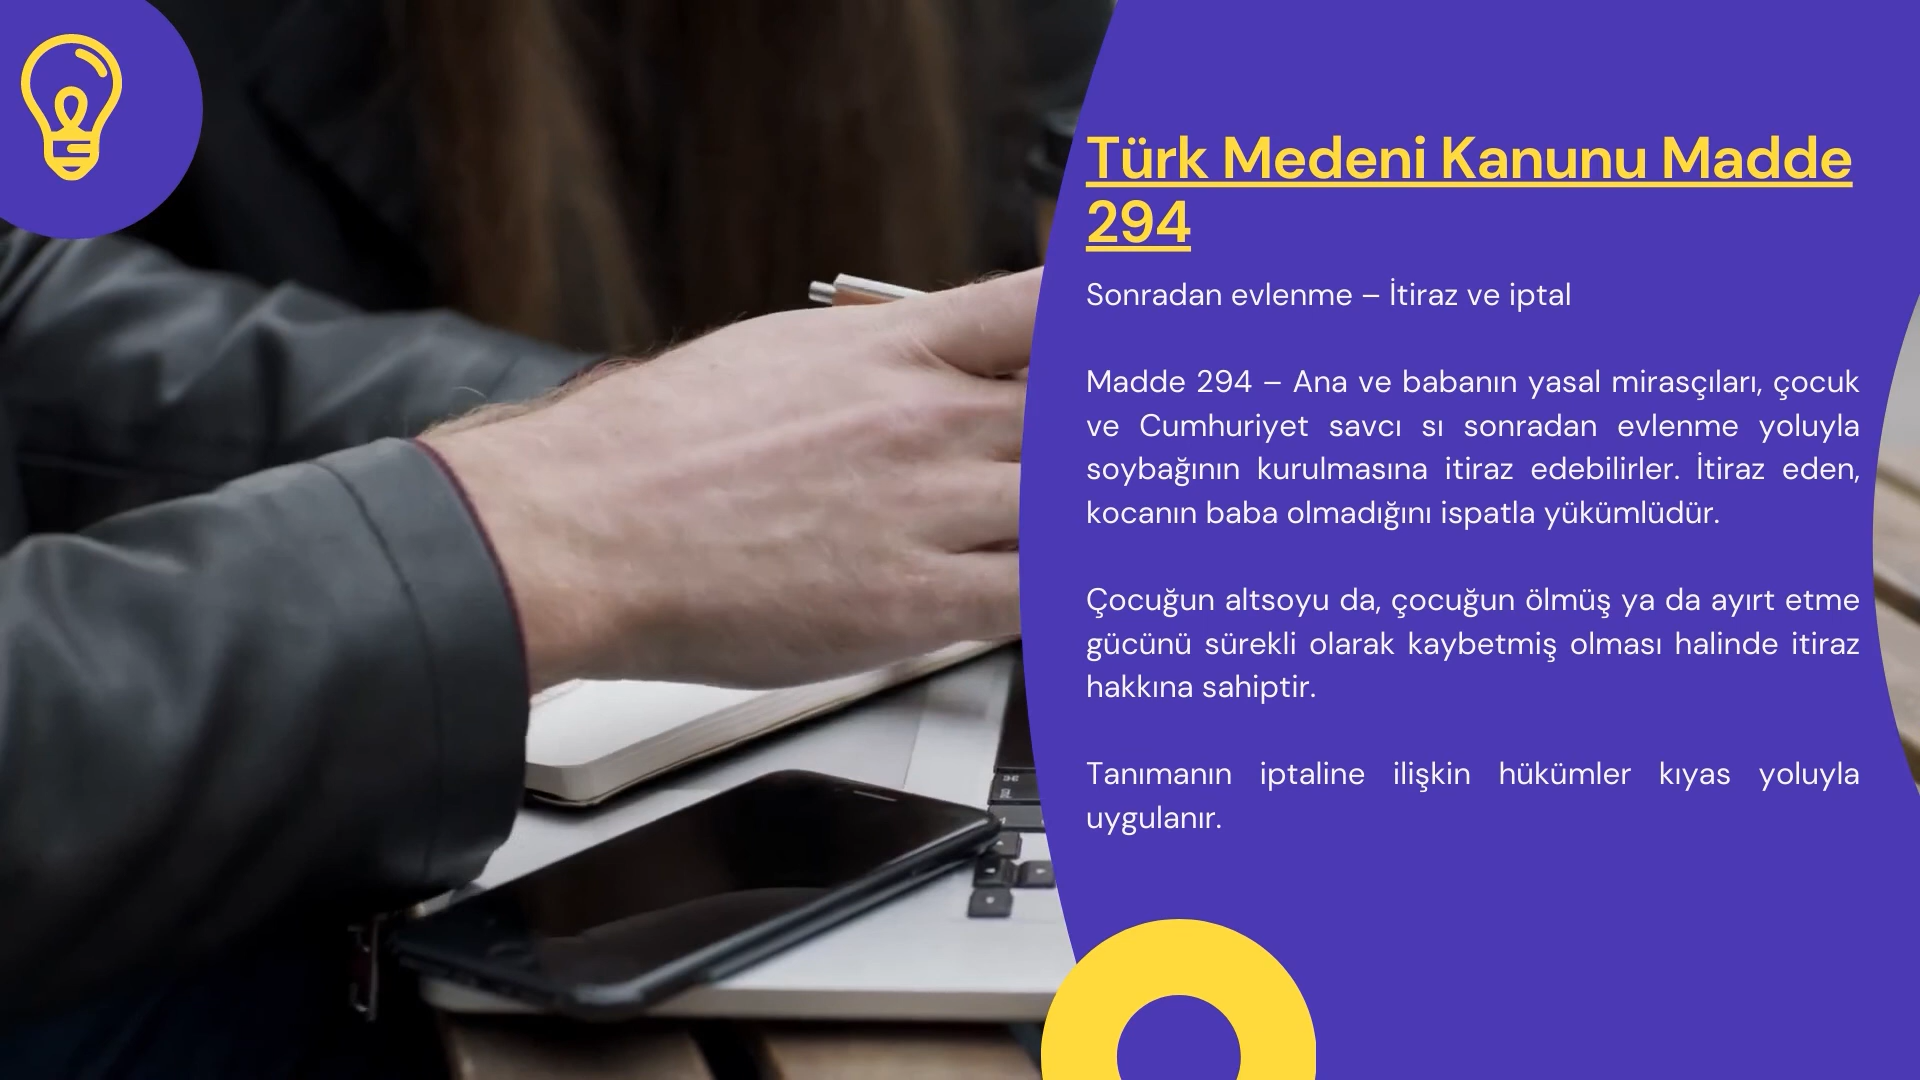 Türk Medeni Kanunu Madde
294
Sonradan evlenme – İtiraz ve iptal
Madde 294 – Ana ve babanın yasal mirasçıları, çocuk
ve Cumhuriyet savcı sı sonradan evlenme yoluyla
soybağının kurulmasına itiraz edebilirler. İtiraz eden,
kocanın baba olmadığını ispatla yükümlüdür.
Çocuğun altsoyu da, çocuğun ölmüş ya da ayırt etme
gücünü sürekli olarak kaybetmiş olması halinde itiraz
hakkına sahiptir.
Tanımanın iptaline ilişkin hükümler kıyas yoluyla
uygulanır.